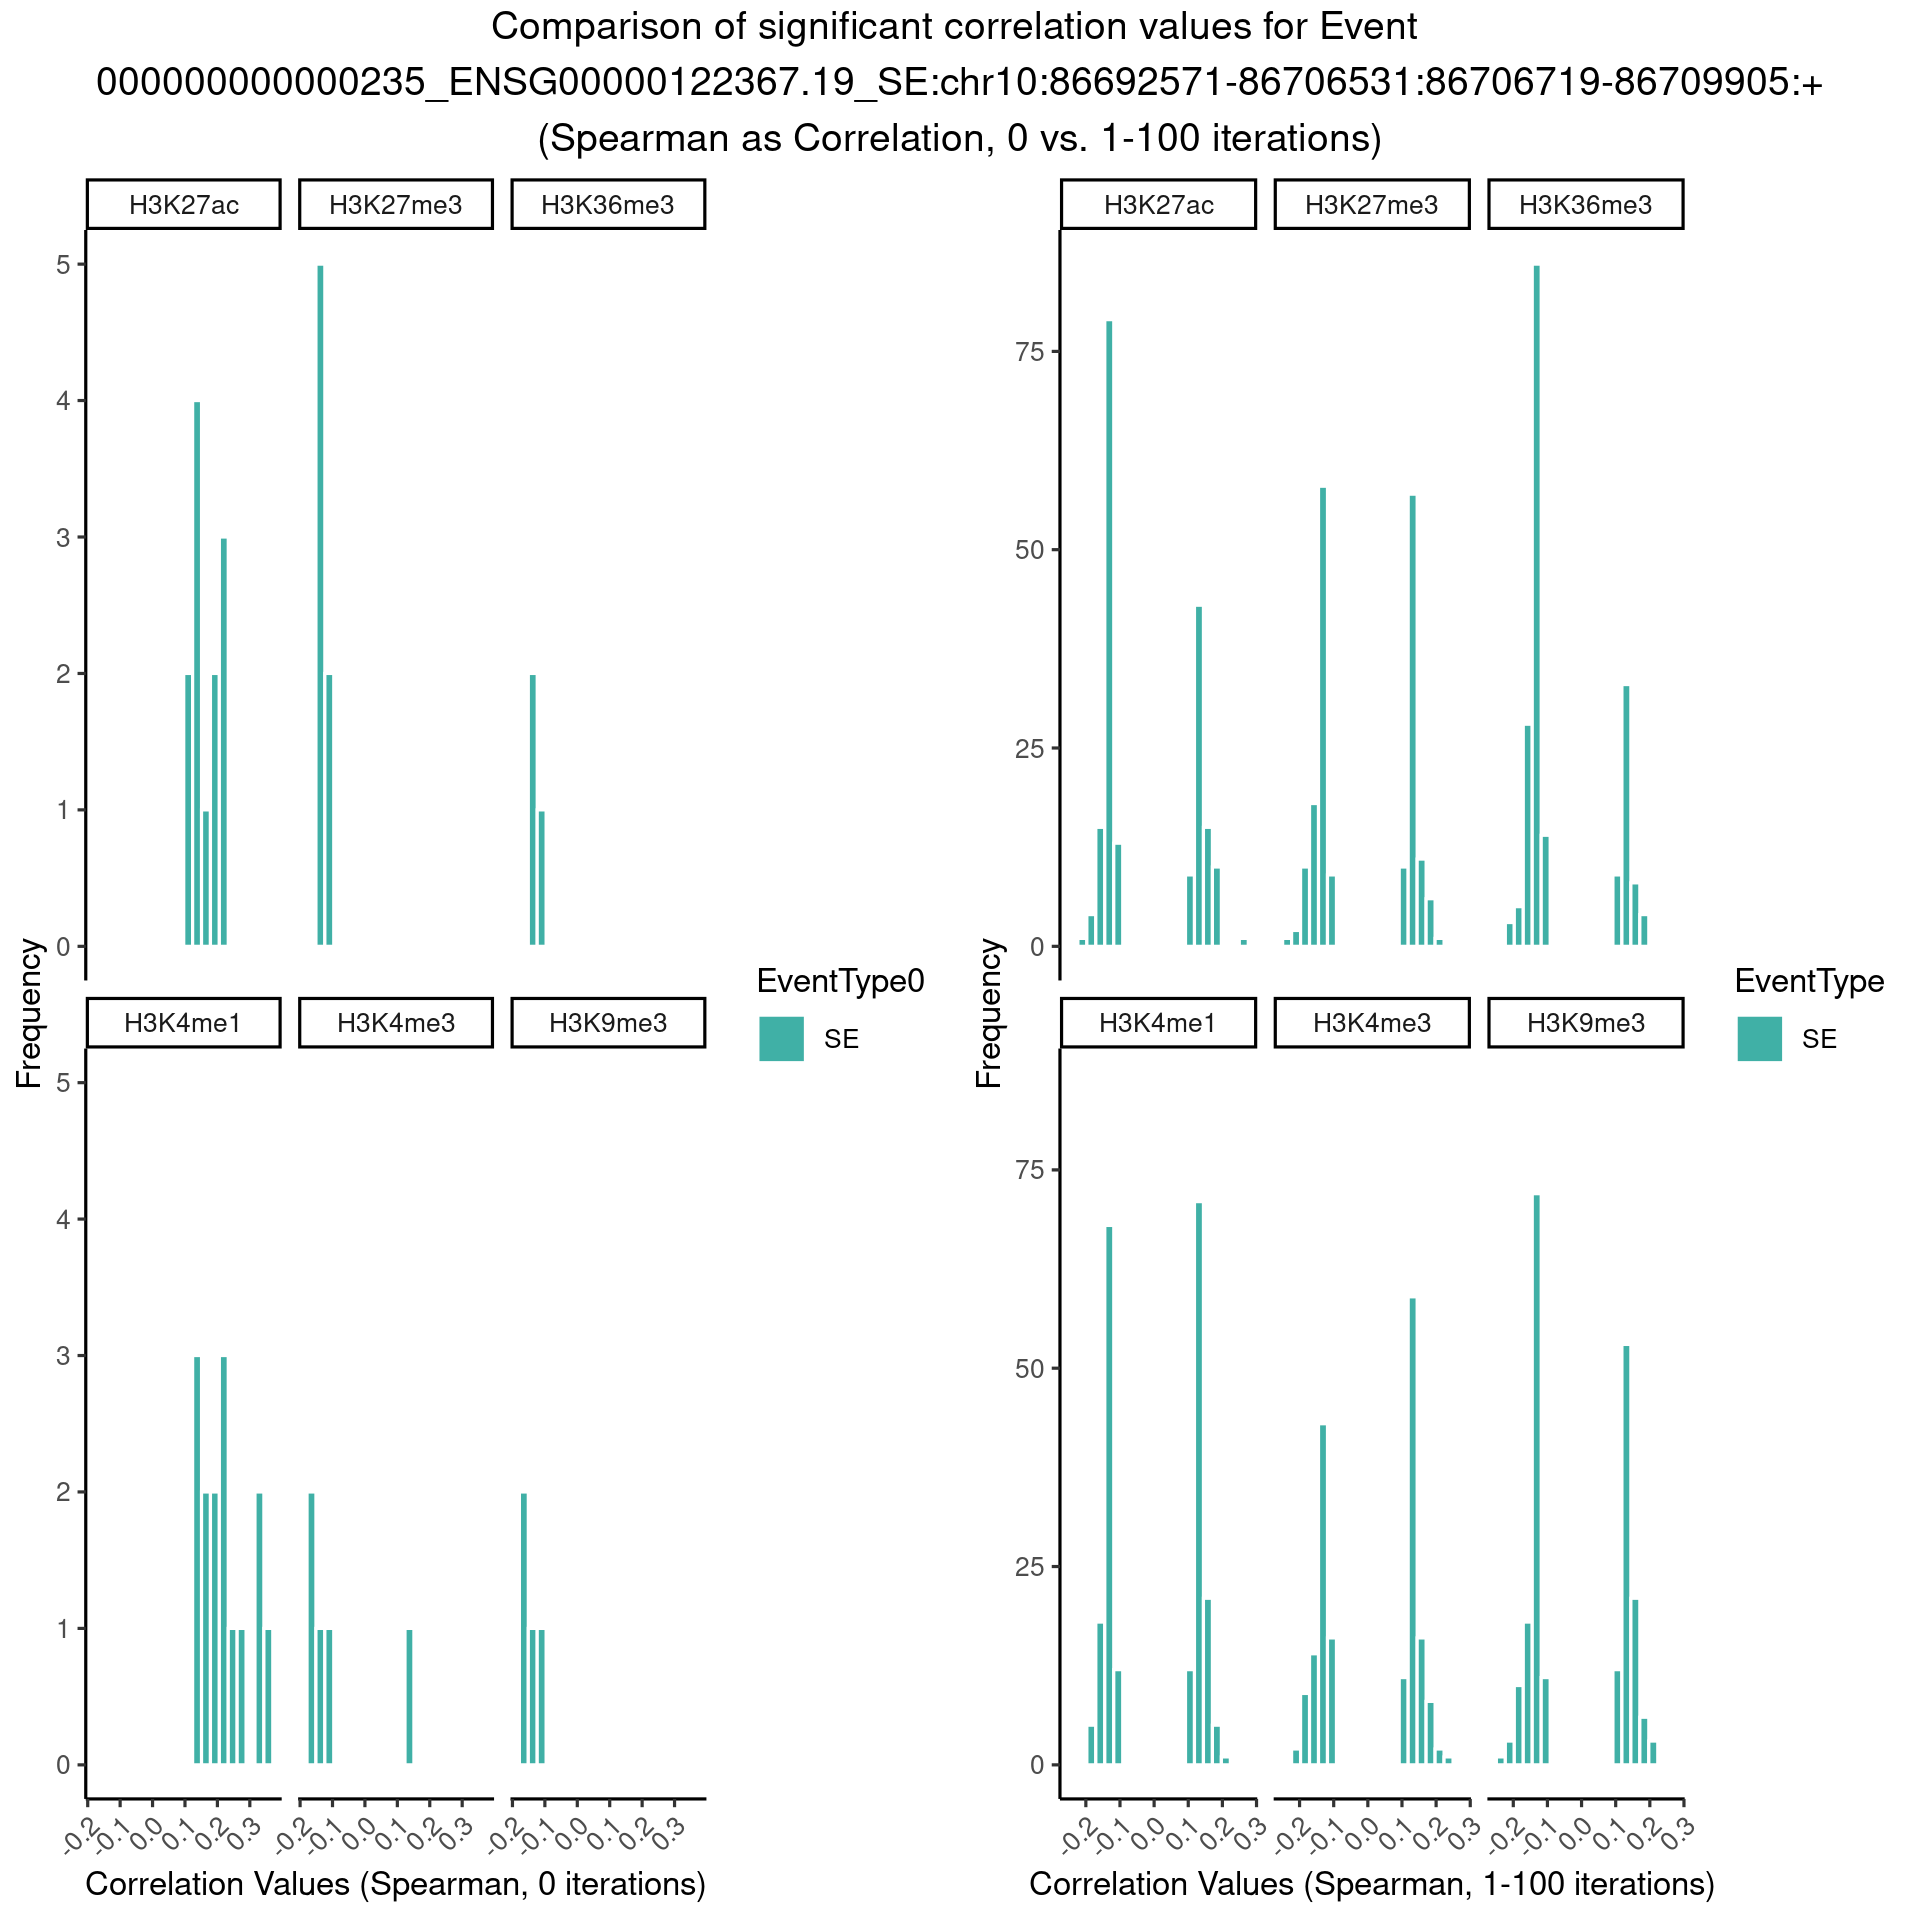 Comparison of significant correlation values for Event
000000000000235_ENSG00000122367.19_SE:chr10:86692571-86706531:86706719-86709905:+
(Spearman as Correlation, 0 vs. 1-100 iterations)
H3K27ac
H3K27me3
H3K36me3
5
4
3
2
1
0
H3K4me1
H3K4me3
H3K9me3
5
4
3
2
1
0
Frequency
-0.2
-0.1
0.0
0.1
0.2
0.3
-0.2
-0.1
0.0
0.1
0.2
0.3
-0.2
-0.1
0.0
0.1
0.2
0.3
Correlation Values (Spearman, 0 iterations)
EventType0
SE
H3K27ac
H3K27me3
H3K36me3
75
50
25
0
H3K4me1
H3K4me3
H3K9me3
75
50
25
0
Frequency
-0.2
-0.1
0.0
0.1
0.2
0.3
-0.2
-0.1
0.0
0.1
0.2
0.3
-0.2
-0.1
0.0
0.1
0.2
0.3
Correlation Values (Spearman, 1-100 iterations)
EventType
SE